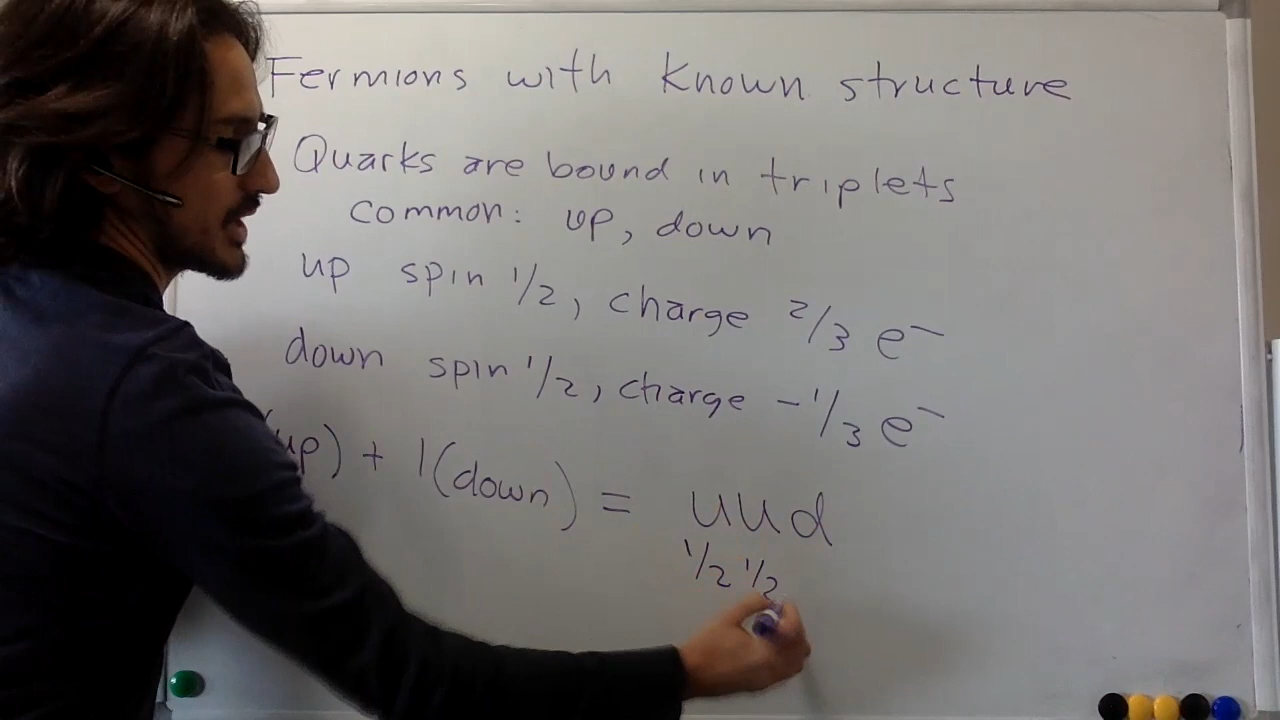 Fermions with known structure
Quarks are bound in triplets
common: up, down
up spin 1/2, charge 2/3 e⁻
down spin 1/2, charge -1/3 e⁻
up) + 1(down) = uud
1/2 1/2